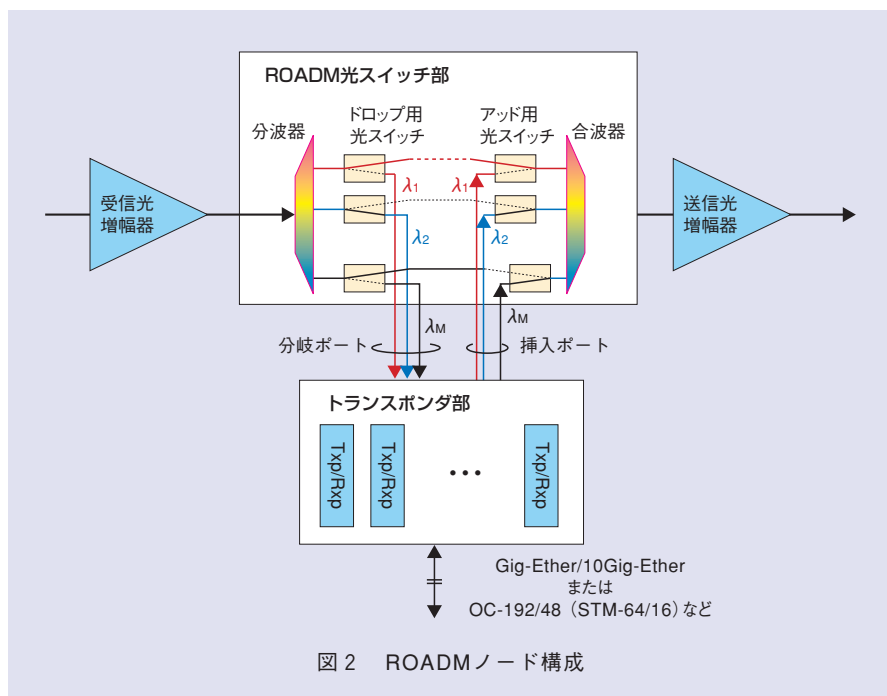 ROADM光スイッチ部
分波器
ドロップ用
光スイッチ
アッド用
光スイッチ
合波器
受信光
増幅器
送信光
増幅器
λ1
λ1
λ2
λ2
λM
λM
分岐ポート
挿入ポート
トランスポンダ部
Txp/Rxp
Txp/Rxp
•••
Txp/Rxp
Gig-Ether/10Gig-Ether
または
OC-192/48（STM-64/16）など
図2 ROADMノード構成